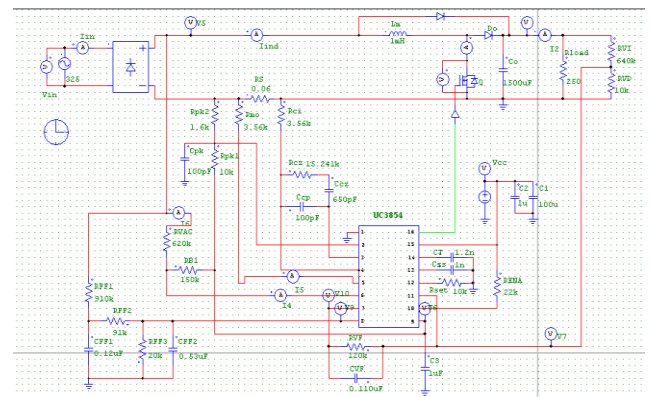 V5
Iin
Iind
Lm
1mH
Do
I2
RVI
640k
Vin
325
Co
1500uF
Rload
250
RVD
10k
RS
0.06
Q
Rpk2
1.6k
Rmo
3.56k
Rci
3.56k
Cpk
100pF
Rpk1
10k
Rcz
15.241k
Ccz
650pF
Ccp
100pF
Vcc
C2
1u
C1
100u
UC3854
I6
RVAC
620k
RB1
150k
1
2
3
4
5
6
7
8
16
15
14
13
12
11
10
9
CT
1.2n
Css
1n
Rset
10k
RENA
22k
I5
I4
V10
RFF1
910k
RFF2
91k
CFF1
0.12uF
RFF3
20k
CFF2
0.53uF
RVF
120k
CVF
0.110uF
C3
1uF
V7